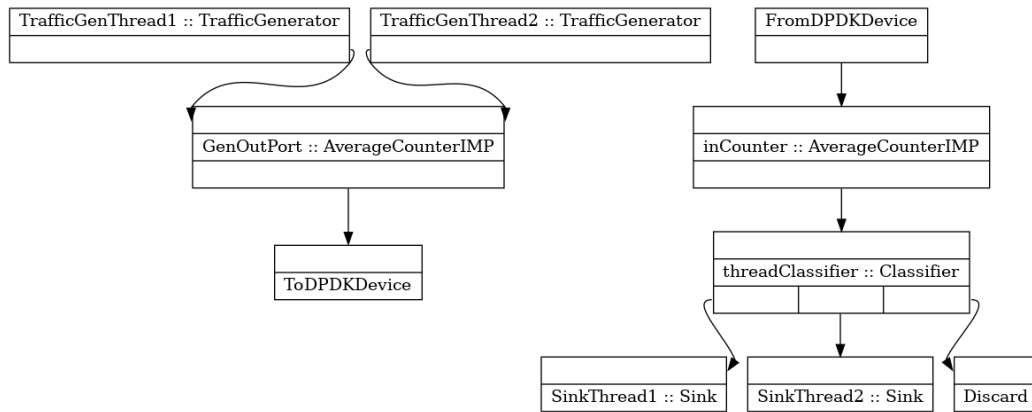 TrafficGenThread1 :: TrafficGenerator
TrafficGenThread2 :: TrafficGenerator
FromDPDKDevice
GenOutPort :: AverageCounterIMP
inCounter :: AverageCounterIMP
threadClassifier :: Classifier
ToDPDKDevice
SinkThread1 :: Sink
SinkThread2 :: Sink
Discard